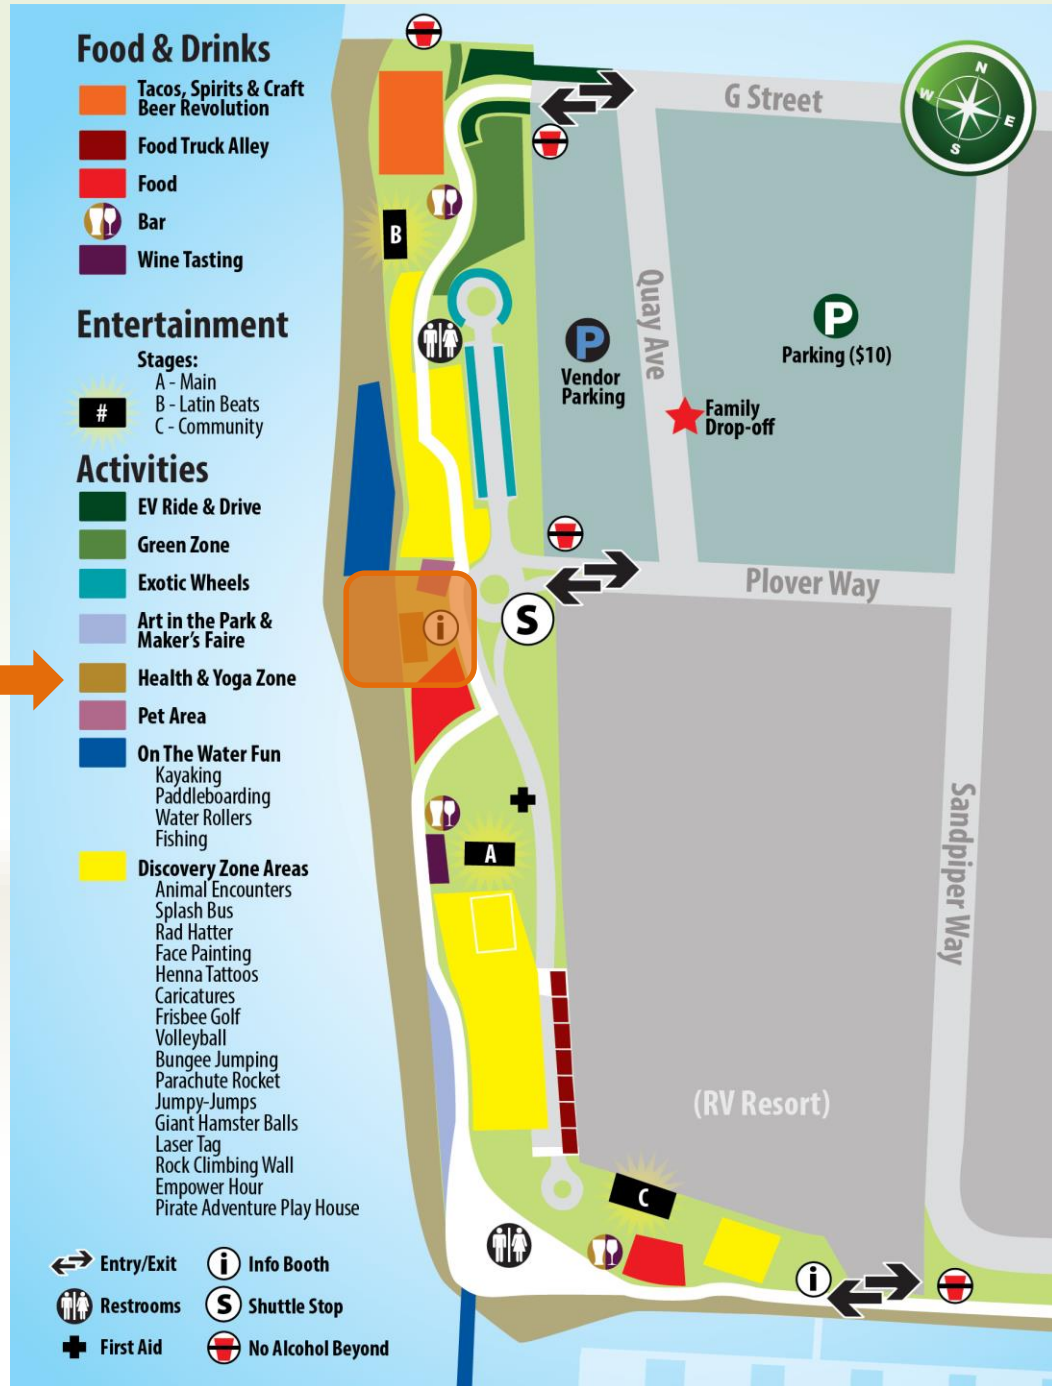 Food & Drinks
Tacos, Spirits & Craft
Beer Revolution
Food Truck Alley
Food
Bar
Wine Tasting
Entertainment
Stages:
A - Main
B - Latin Beats
C - Community
#
Activities
EV Ride & Drive
Green Zone
Exotic Wheels
Art in the Park &
Maker's Faire
Health & Yoga Zone
Pet Area
On The Water Fun
Kayaking
Paddleboarding
Water Rollers
Fishing
Discovery Zone Areas
Animal Encounters
Splash Bus
Rad Hatter
Face Painting
Henna Tattoos
Caricatures
Frisbee Golf
Volleyball
Bungee Jumping
Parachute Rocket
Jumpy-Jumps
Giant Hamster Balls
Laser Tag
Rock Climbing Wall
Empower Hour
Pirate Adventure Play House
Entry/Exit
i Info Booth
Restrooms
S Shuttle Stop
First Aid
No Alcohol Beyond
G Street
N
W
E
S
B
Quay Ave
P
Vendor
Parking
P
Parking ($10)
Family
Drop-off
Plover Way
i
S
A
Sandpiper Way
(RV Resort)
C
i